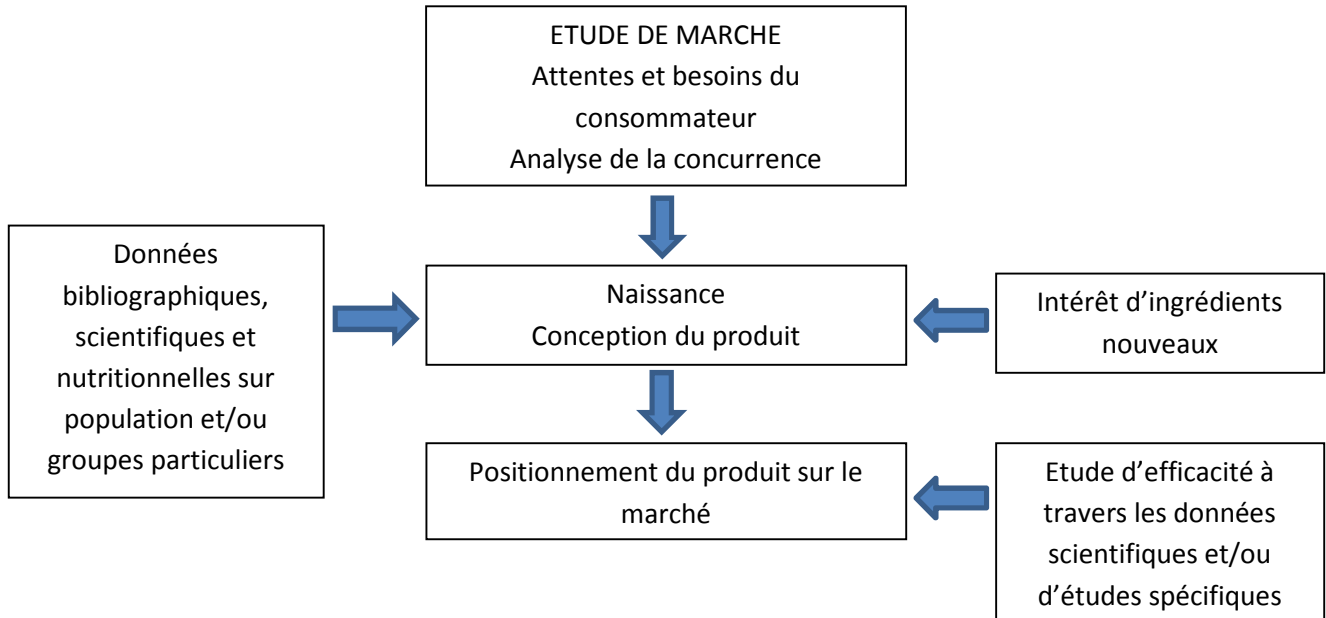 ETUDE DE MARCHE
Attentes et besoins du
consommateur
Analyse de la concurrence
Données
bibliographiques,
scientifiques et
nutritionnelles sur
population et/ou
groupes particuliers
Naissance
Conception du produit
Intérêt d’ingrédients
nouveaux
Positionnement du produit sur le
marché
Etude d’efficacité à
travers les données
scientifiques et/ou
d’études spécifiques